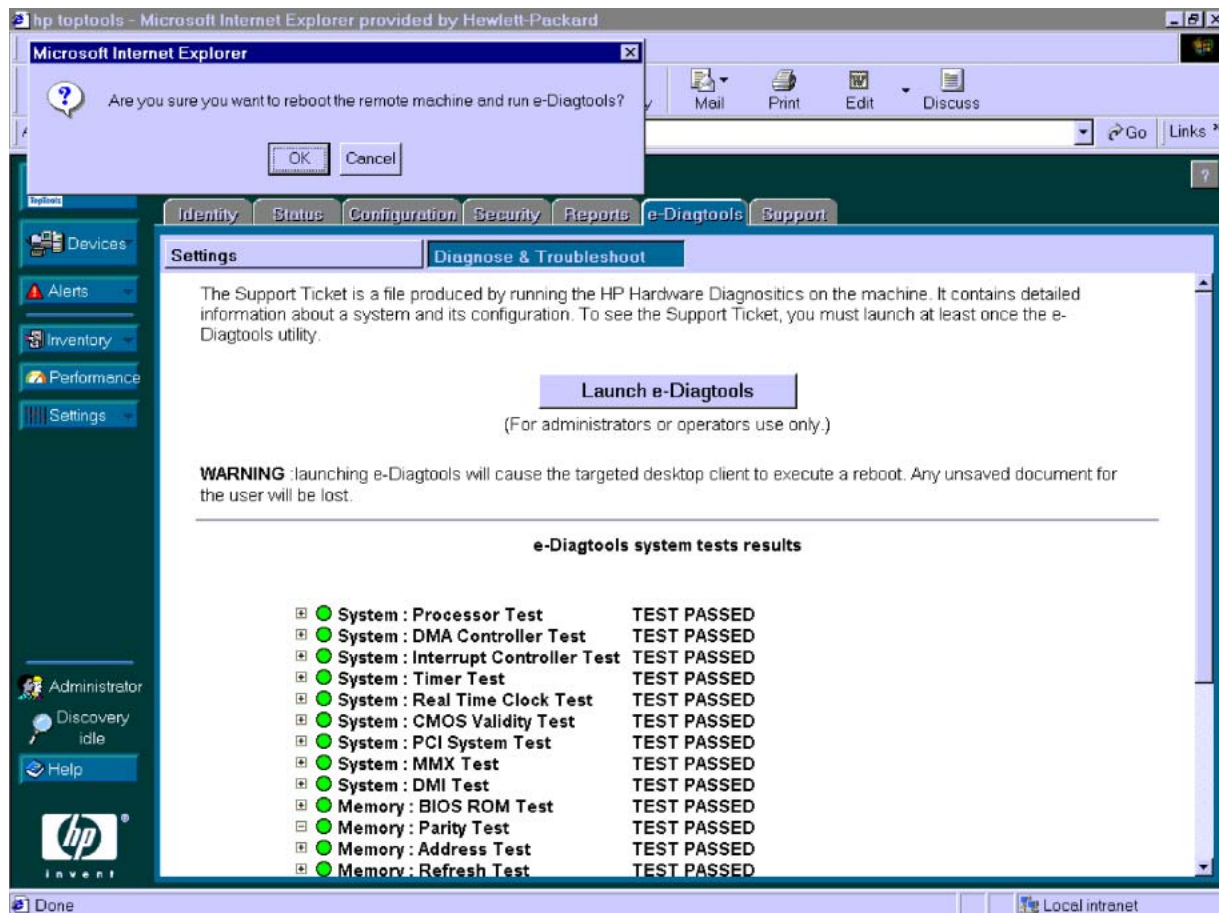 hp toptools - Microsoft Internet Explorer provided by Hewlett-Packard
Microsoft Internet Explorer
Are you sure you want to reboot the remote machine and run e-Diagtools?
OK Cancel
Mail Print Edit Discuss
Go Links
TopTools
?
Identity Status Configuration Security Reports e-Diagtools Support
Devices
Alerts
Inventory
Performance
Settings
Settings Diagnose & Troubleshoot
The Support Ticket is a file produced by running the HP Hardware Diagnositics on the machine. It contains detailed
information about a system and its configuration. To see the Support Ticket, you must launch at least once the e-
Diagtools utility.
Launch e-Diagtools
(For administrators or operators use only.)
WARNING :launching e-Diagtools will cause the targeted desktop client to execute a reboot. Any unsaved document for
the user will be lost.
e-Diagtools system tests results
System : Processor Test TEST PASSED
System : DMA Controller Test TEST PASSED
System : Interrupt Controller Test TEST PASSED
System : Timer Test TEST PASSED
System : Real Time Clock Test TEST PASSED
System : CMOS Validity Test TEST PASSED
System : PCI System Test TEST PASSED
System : MMX Test TEST PASSED
System : DMI Test TEST PASSED
Memory : BIOS ROM Test TEST PASSED
Memory : Parity Test TEST PASSED
Memory : Address Test TEST PASSED
Memory : Refresh Test TEST PASSED
Administrator
Discovery
idle
Help
hp
invent
Done Local intranet